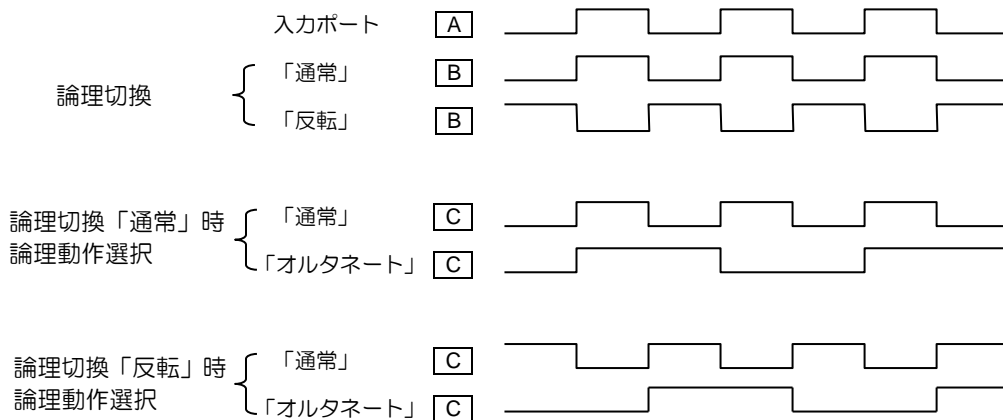 入力ポート A
「通常」 B
論理切換
「反転」 B
論理切換「通常」時
論理動作選択
「通常」 C
「オルタネート」 C
論理切換「反転」時
論理動作選択
「通常」 C
「オルタネート」 C